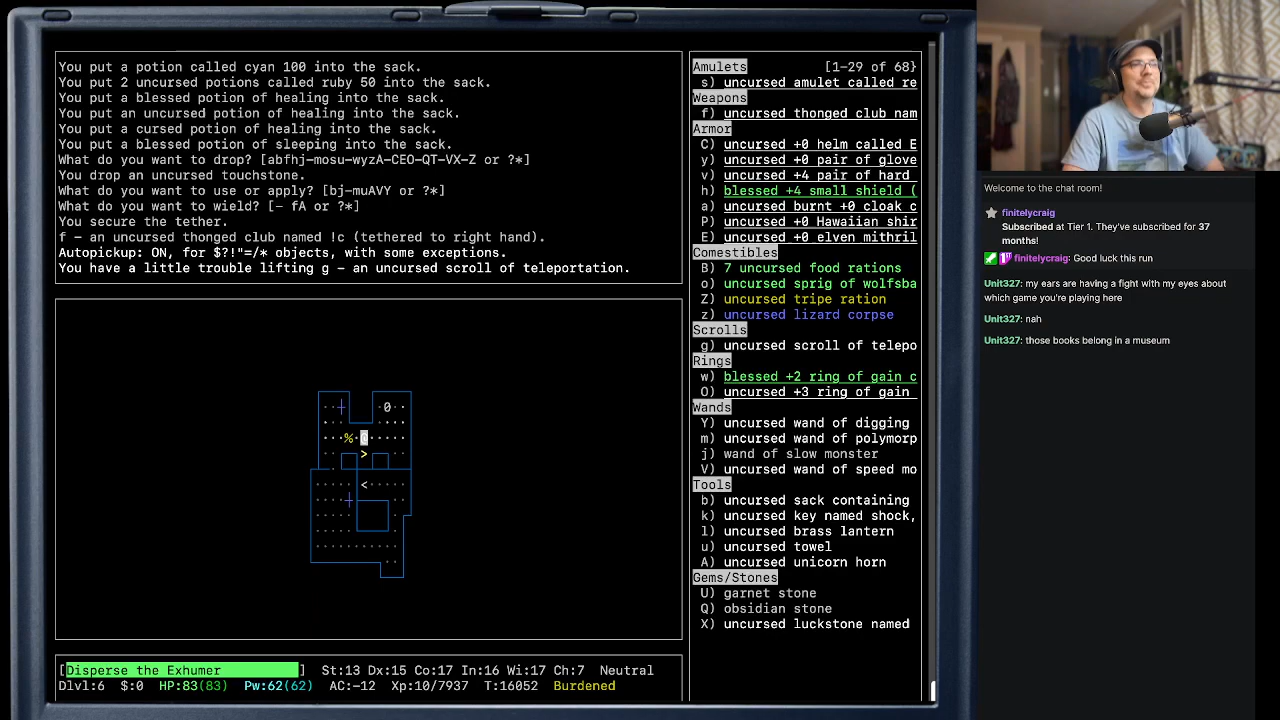 You put a potion called cyan 100 into the sack.
You put 2 uncursed potions called ruby 50 into the sack.
You put a blessed potion of healing into the sack.
You put an uncursed potion of healing into the sack.
You put a cursed potion of healing into the sack.
You put a blessed potion of sleeping into the sack.
What do you want to drop? [abfhj-mosu-wyzA-CEO-QT-VX-Z or ?*]
You drop an uncursed touchstone.
What do you want to use or apply? [bj-muAVY or ?*]
What do you want to wield? [- fA or ?*]
You secure the tether.
f - an uncursed thonged club named !c (tethered to right hand).
Autopickup: ON, for $?!"=/* objects, with some exceptions.
You have a little trouble lifting g - an uncursed scroll of teleportation.
Amulets [1-29 of 68}
s) uncursed amulet called re
Weapons
f) uncursed thonged club nam
Armor
C) uncursed +0 helm called E
y) uncursed +0 pair of glove
v) uncursed +4 pair of hard
h) blessed +4 small shield (
a) uncursed burnt +0 cloak c
P) uncursed +0 Hawaiian shir
E) uncursed +0 elven mithril
Comestibles
B) 7 uncursed food rations
o) uncursed sprig of wolfsba
Z) uncursed tripe ration
z) uncursed lizard corpse
Scrolls
g) uncursed scroll of telepo
Rings
w) blessed +2 ring of gain c
O) uncursed +3 ring of gain
Wands
Y) uncursed wand of digging
m) uncursed wand of polymorp
j) wand of slow monster
V) uncursed wand of speed mo
Tools
b) uncursed sack containing
k) uncursed key named shock,
l) uncursed brass lantern
u) uncursed towel
A) uncursed unicorn horn
Gems/Stones
U) garnet stone
Q) obsidian stone
X) uncursed luckstone named
[Disperse the Exhumer ] St:13 Dx:15 Co:17 In:16 Wi:17 Ch:7 Neutral
Dlvl:6 $:0 HP:83(83) Pw:62(62) AC:-12 Xp:10/7937 T:16052 Burdened
Welcome to the chat room!
finitelycraig
Subscribed at Tier 1. They've subscribed for 37
months!
finitelycraig: Good luck this run
Unit327: my ears are having a fight with my eyes about
which game you're playing here
Unit327: nah
Unit327: those books belong in a museum